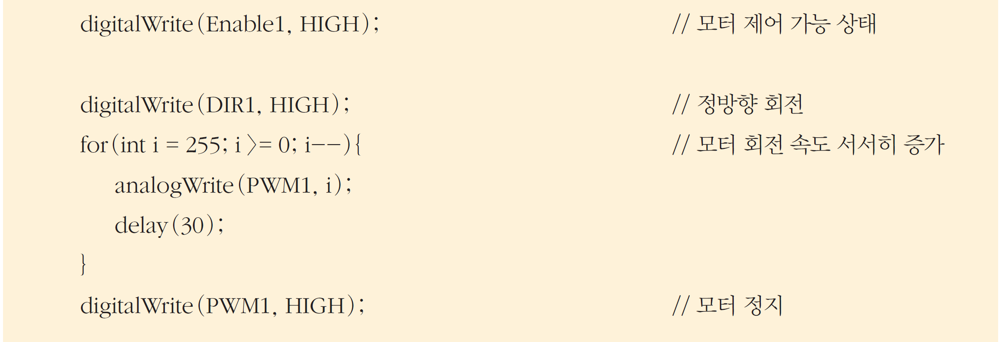 digitalWrite(Enable1, HIGH); // 모터 제어 가능 상태
digitalWrite(DIR1, HIGH); // 정방향 회전
for(int i = 255; i >= 0; i--){ // 모터 회전 속도 서서히 증가
analogWrite(PWM1, i);
delay(30);
}
digitalWrite(PWM1, HIGH); // 모터 정지